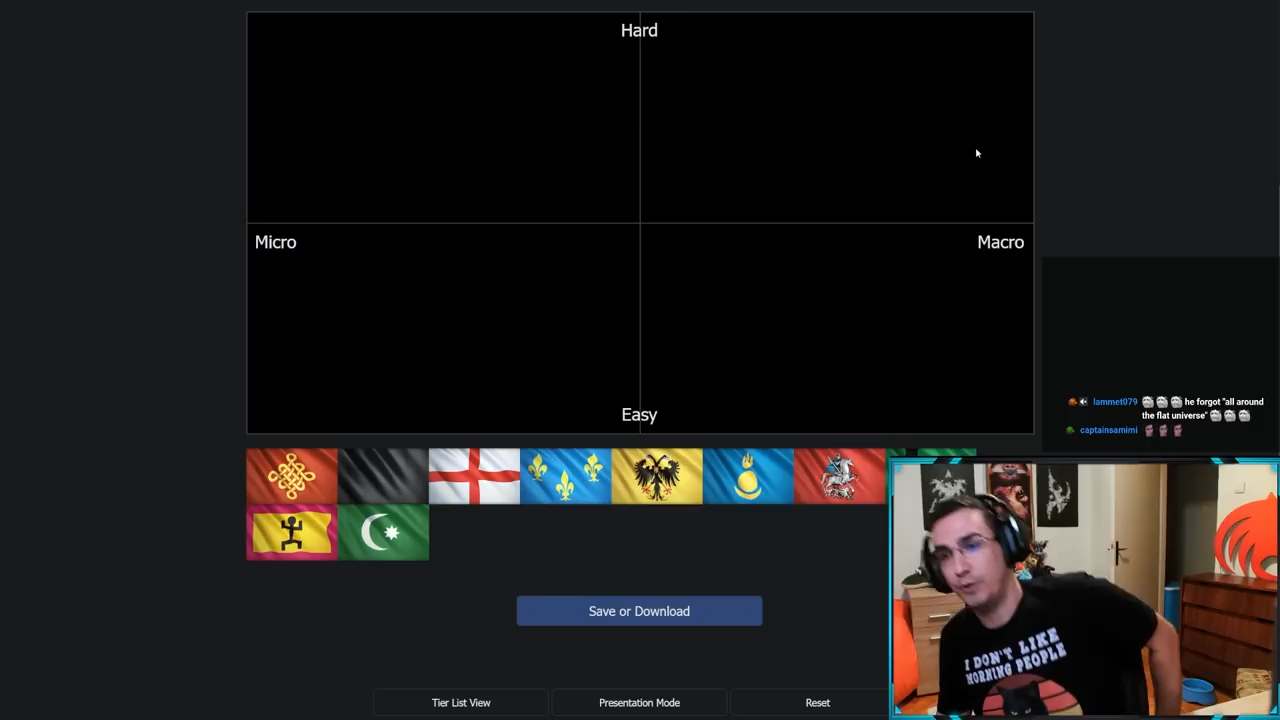 Hard
Micro
Macro
Easy
lammet079 he forgot "all around
the flat universe"
captainsamimi
Save or Download
Tier List View
Presentation Mode
Reset
I DON'T LIKE
MORNING PEOPLE